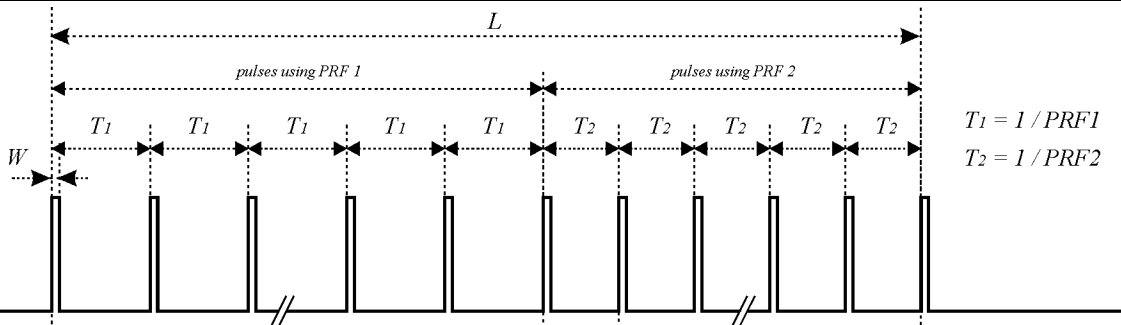 L
pulses using PRF 1 pulses using PRF 2
T1 T1 T1 T1 T1 T2 T2 T2 T2 T2
T1 = 1 / PRF1
W
T2 = 1 / PRF2